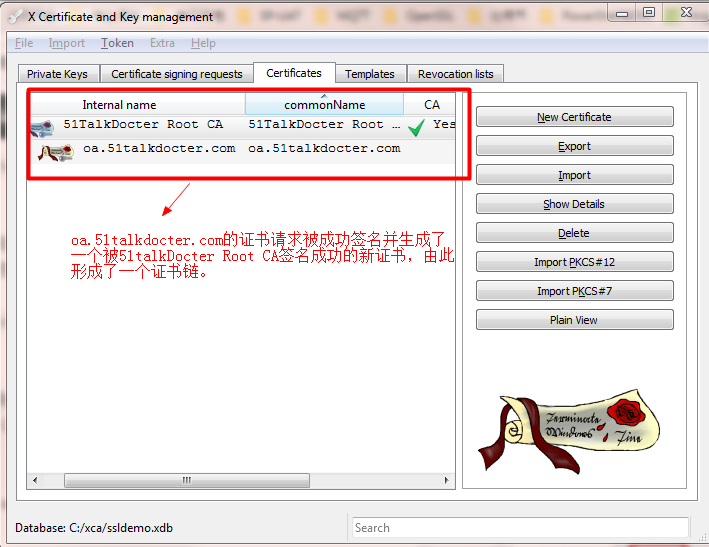 X Certificate and Key management
File Import Token Extra Help
Private Keys Certificate signing requests Certificates Templates Revocation lists
Internal name commonName CA
51TalkDocter Root CA 51TalkDocter Root ... Yes
oa.51talkdocter.com oa.51talkdocter.com
oa.51talkdocter.com的证书请求被成功签名并生成了
一个被51talkDocter Root CA签名成功的新证书，由此
形成了一个证书链。
New Certificate
Export
Import
Show Details
Delete
Import PKCS#12
Import PKCS#7
Plain View
Database: C:/xca/ssldemo.xdb
Search